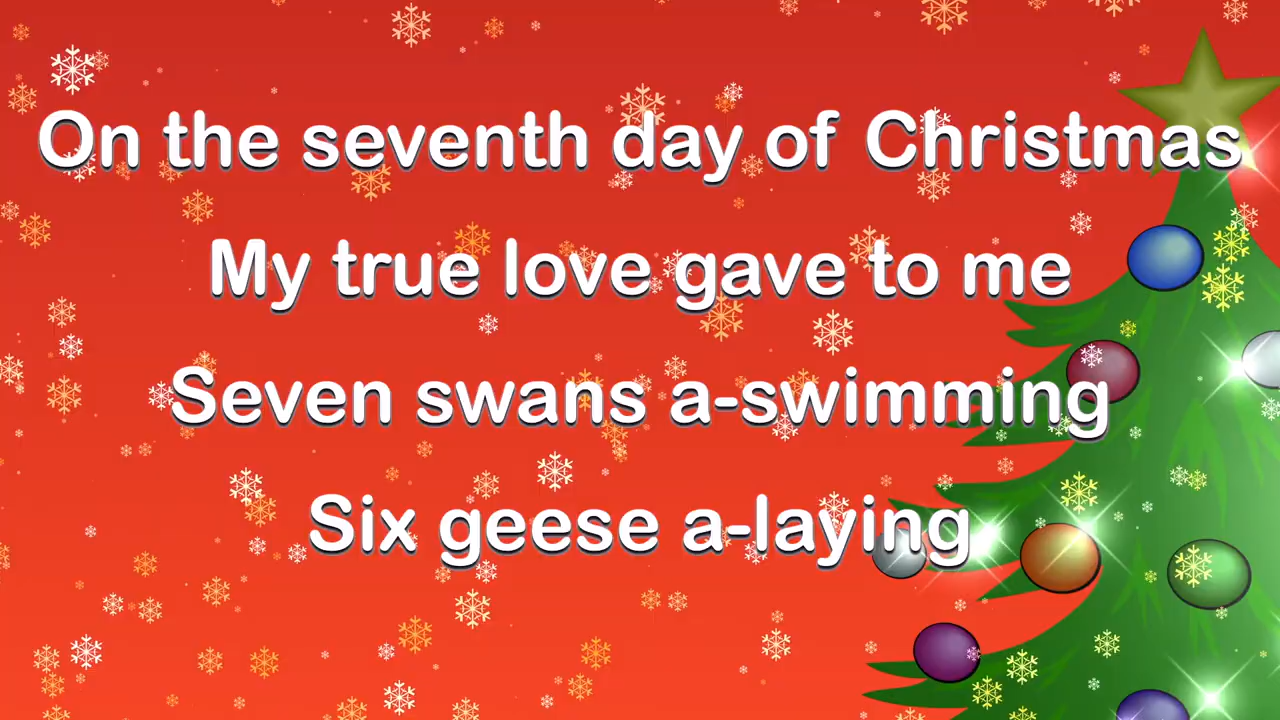 On the seventh day of Christmas
My true love gave to me
Seven swans a-swimming
Six geese a-laying